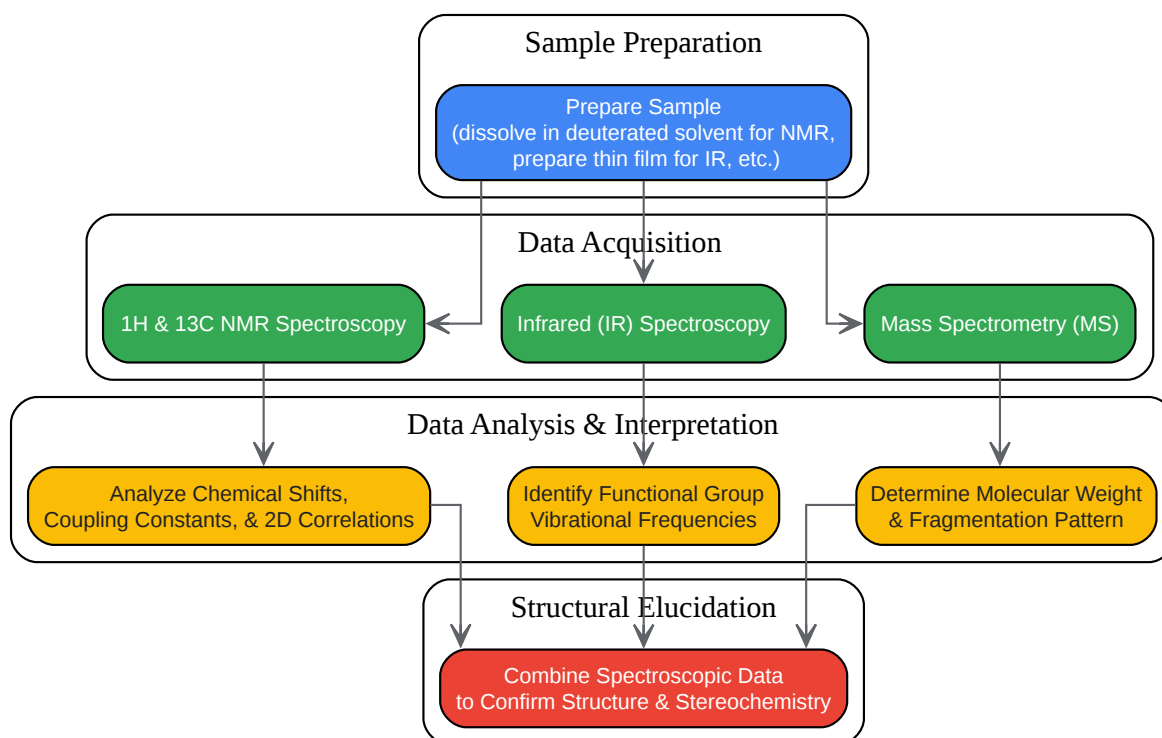 Sample Preparation
Prepare Sample
(dissolve in deuterated solvent for NMR,
prepare thin film for IR, etc.)
Data Acquisition
1H & 13C NMR Spectroscopy
Infrared (IR) Spectroscopy
Mass Spectrometry (MS)
Data Analysis & Interpretation
Analyze Chemical Shifts,
Coupling Constants, & 2D Correlations
Identify Functional Group
Vibrational Frequencies
Determine Molecular Weight
& Fragmentation Pattern
Structural Elucidation
Combine Spectroscopic Data
to Confirm Structure & Stereochemistry